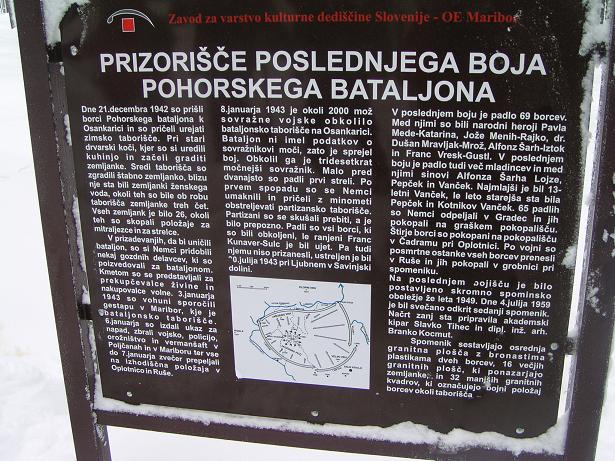 Zavod za varstvo kulturne dediščine Slovenije - OE Maribor
PRIZORIŠČE POSLEDNJEGA BOJA
POHORSKEGA BATALJONA
Dne 21.decembra 1942 so prišli
borci Pohorskega bataljona k
Osankarici in so pričeli urejati
zimsko taborišče. Pri stari
drvarski koči, kjer so si uredili
kuhinjo in začeli graditi
zemljanke. Sredi taborišča so
zgradili štabno zemljanko, blizu
nje sta bili zemljanki ženskega
voda, okoli teh so bile ob robu
taborišča zemljanke treh čet.
Vseh zemljank je bilo 26, okoli
teh so skopali položaje za
mitraljezce in za strelce.
V prizadevanjih, da bi uničili
bataljon, so si Nemci pridobili
nekaj gozdnih delavcev, ki so
poizvedovali za bataljonom.
Kmetom so se predstavljali za
prekupčevalce živine in
nakupovalce volne. 3.januarja
1943 so vohuni sporočili
gestapu v Mariboru, kje je
bataljonsko taborišče.
6.januarja so izdali ukaz za
napad, zbrali vojsko, policijo,
orožništvo in vermanšaft v
Poljčanah in v Mariboru ter vse
do 7.januarja zvečer prepeljali
na izhodiščna položaja v
Oplotnico in Ruše.
8.januarja 1943 je okoli 2000 mož
sovražne vojske obkolilo
bataljonsko taborišče na Osankarici.
Bataljon ni imel podatkov o
sovražnikovi moči, zato je sprejel
boj. Obkolil ga je tridesetkrat
močnejši sovražnik. Malo pred
dvanajsto so padli prvi streli. Po
prvem spopadu so se Nemci
umaknili in pričeli z minometi
obstreljevati partizansko taborišče.
Partizani so se skušali prebiti, a je
bilo prepozno. Padli so vsi borci, ki
so bili obkoljeni, le ranjeni Franc
Kunaver-Sulc je bil ujet. Pa tudi
njemu niso prizanesli, ustreljen je bil
0.julija 1943 pri Ljubnem v Savinjski
dolini.
V poslednjem boju je padlo 69 borcev.
Med njimi so bili narodni heroji Pavla
Mede-Katarina, Jože Menih-Rajko, dr.
Dušan Mravljak-Mrož, Alfonz Šarh-Iztok
in Franc Vresk-Gustl. V poslednjem
boju je padlo tudi več mladincev in med
njimi sinovi Alfonza Šarha Lojze,
Pepček in Vanček. Najmlajši je bil 13-
letni Vanček, le leto starejša sta bila
Pepček in Kotnikov Vanček. 65 padlih
so Nemci odpeljali v Gradec in jih
pokopali na graškem pokopališču.
Štirje borci so pokopani na pokopališču
v Čadramu pri Oplotnici. Po vojni so
posmrtne ostanke vseh borcev prenesli
v Ruše in jih pokopali v grobnici pri
spomeniku.
Na poslednjem bojišču je bilo
postavljeno skromno spominsko
obeležje že leta 1949. Dne 4.julija 1959
je bil svečano odkrit sedanji spomenik.
Načrt zanj sta pripravila akademski
kipar Slavko Tihec in dipl. inž. arh.
Branko Kocmut.
Spomenik sestavljajo osrednja
granitna plošča z bronastima
plastikama dveh borcev, 16 večjih
granitnih plošč, ki ponazarjajo
zemljanke, in 32 manjših granitnih
kvadrov, ki označujejo bojni položaj
borcev okoli taborišča